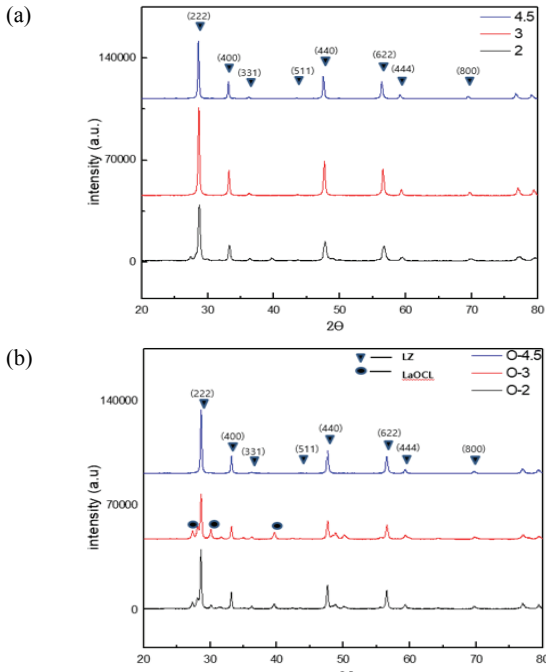 (a)
4.5
3
2
(222)
(400)
(331)
(511)
(440)
(622)
(444)
(800)
140000
70000
0
intensity (a.u.)
20 30 40 50 60 70 80
2Θ
(b)
LZ
LaOCL
O-4.5
O-3
O-2
(222)
(400)
(331)
(511)
(440)
(622)
(444)
(800)
140000
70000
0
intensity (a.u)
20 30 40 50 60 70 80